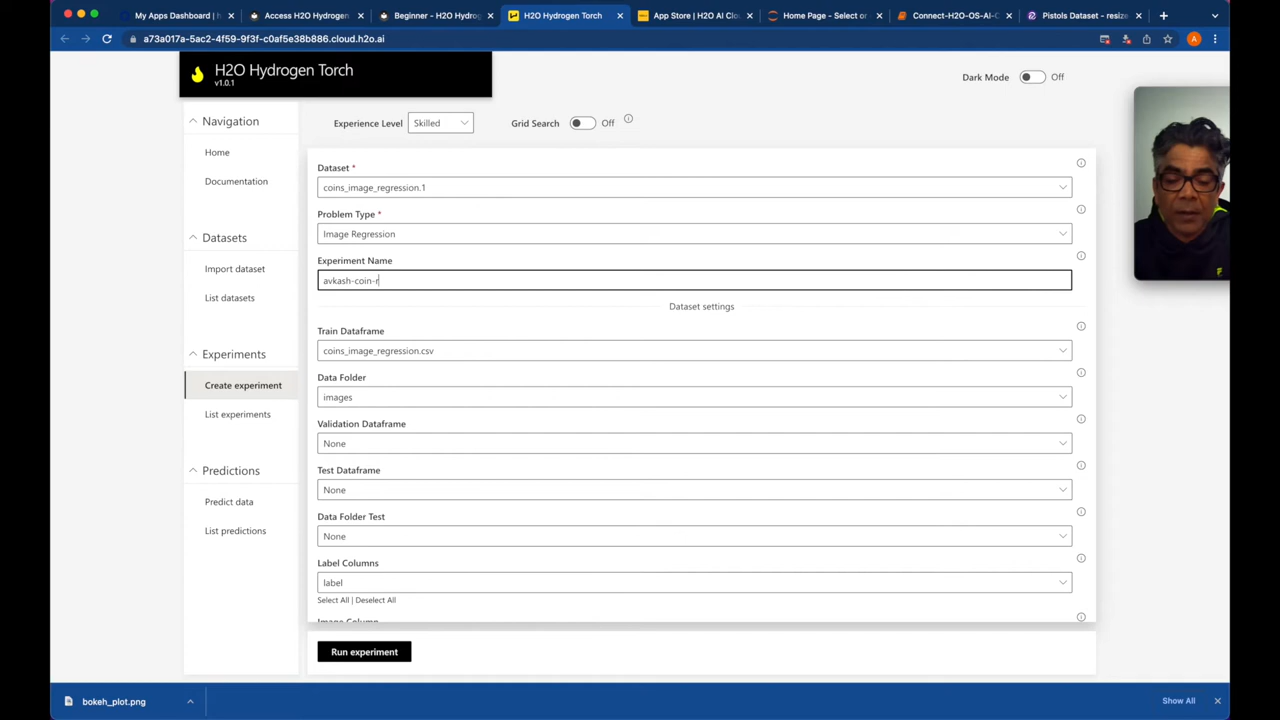 My Apps Dashboard | h
Access H2O Hydrogen
Beginner - H2O Hydrog
H2O Hydrogen Torch
App Store | H2O AI Clo
Home Page - Select or
Connect-H2O-OS-AI-C
Pistols Dataset - resize
a73a017a-5ac2-4f59-9f3f-c0af5e38b886.cloud.h2o.ai
A
H2O Hydrogen Torch
v1.0.1
Dark Mode
Off
Navigation
Home
Documentation
Datasets
Import dataset
List datasets
Experiments
Create experiment
List experiments
Predictions
Predict data
List predictions
Experience Level
Skilled
Grid Search
Off
Dataset *
coins_image_regression.1
Problem Type *
Image Regression
Experiment Name
avkash-coin-r
Dataset settings
Train Dataframe
coins_image_regression.csv
Data Folder
images
Validation Dataframe
None
Test Dataframe
None
Data Folder Test
None
Label Columns
label
Select All | Deselect All
Image Column
Run experiment
bokeh_plot.png
Show All